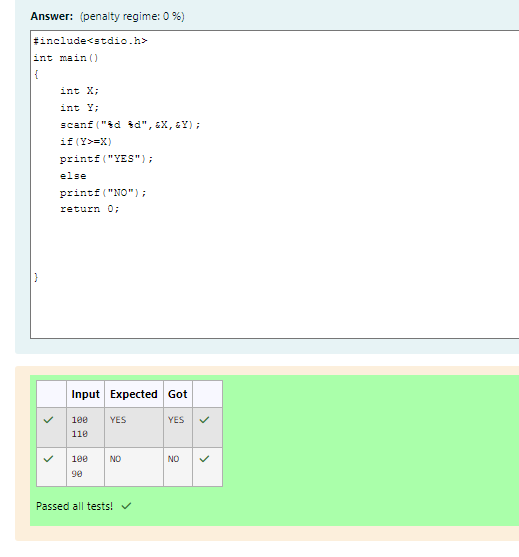 Answer: (penalty regime: 0 %)
#include<stdio.h>
int main()
{
    int X;
    int Y;
    scanf("%d %d",&X,&Y);
    if(Y>=X)
    printf("YES");
    else
    printf("NO");
    return 0;
}
Input Expected Got
✓ 100 YES YES ✓
110
✓ 100 NO NO ✓
90
Passed all tests! ✓